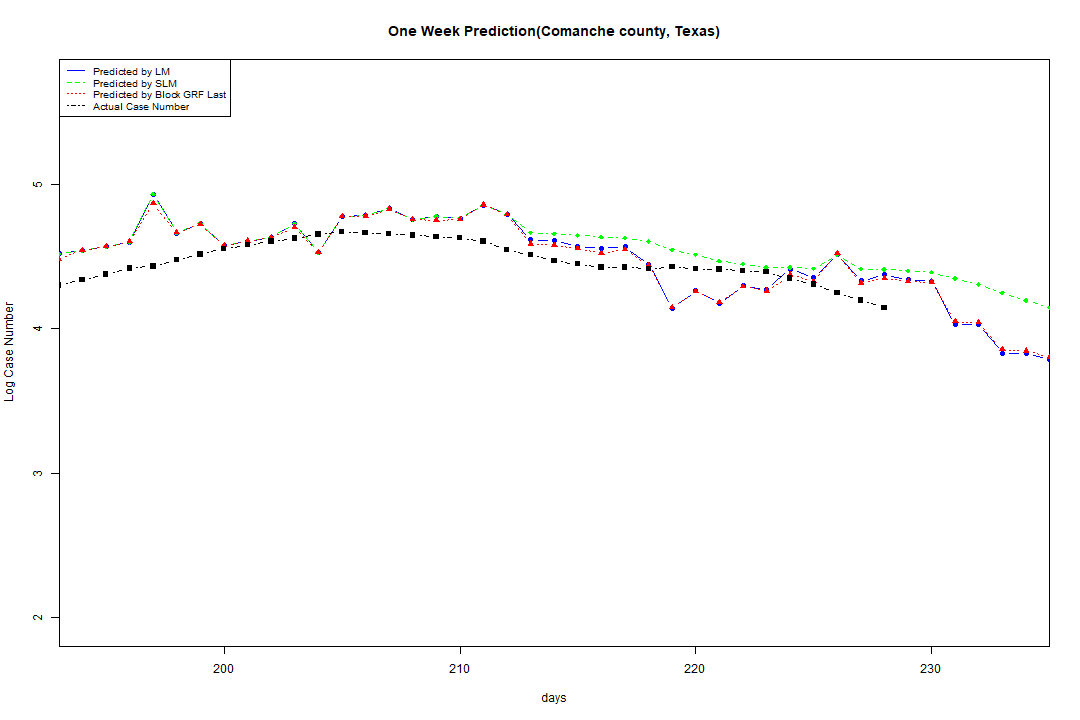 One Week Prediction(Comanche county, Texas)
Predicted by LM
Predicted by SLM
Predicted by Block GRF Last
Actual Case Number
5
4
3
2
Log Case Number
200 210 220 230
days